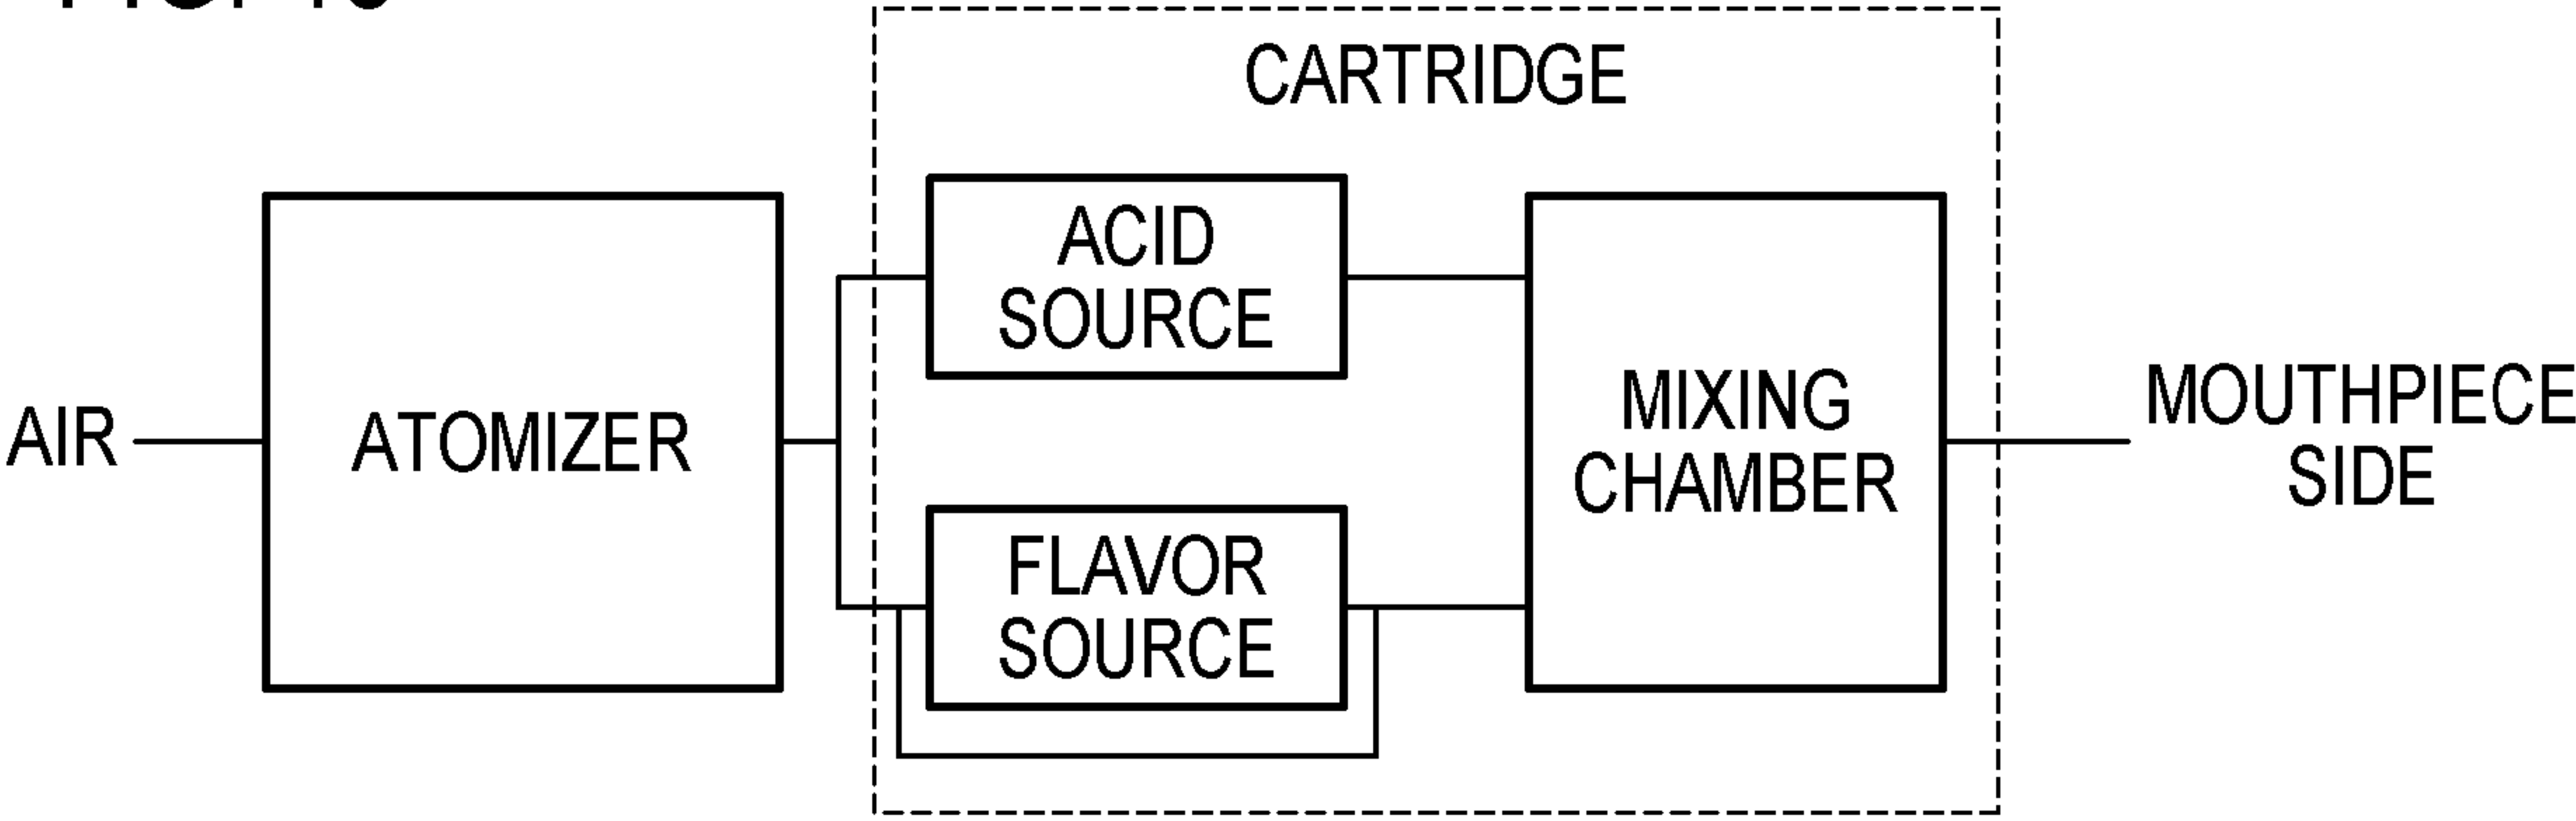 CARTRIDGE
ACID
SOURCE
AIR
ATOMIZER
MIXING
CHAMBER
MOUTHPIECE
SIDE
FLAVOR
SOURCE